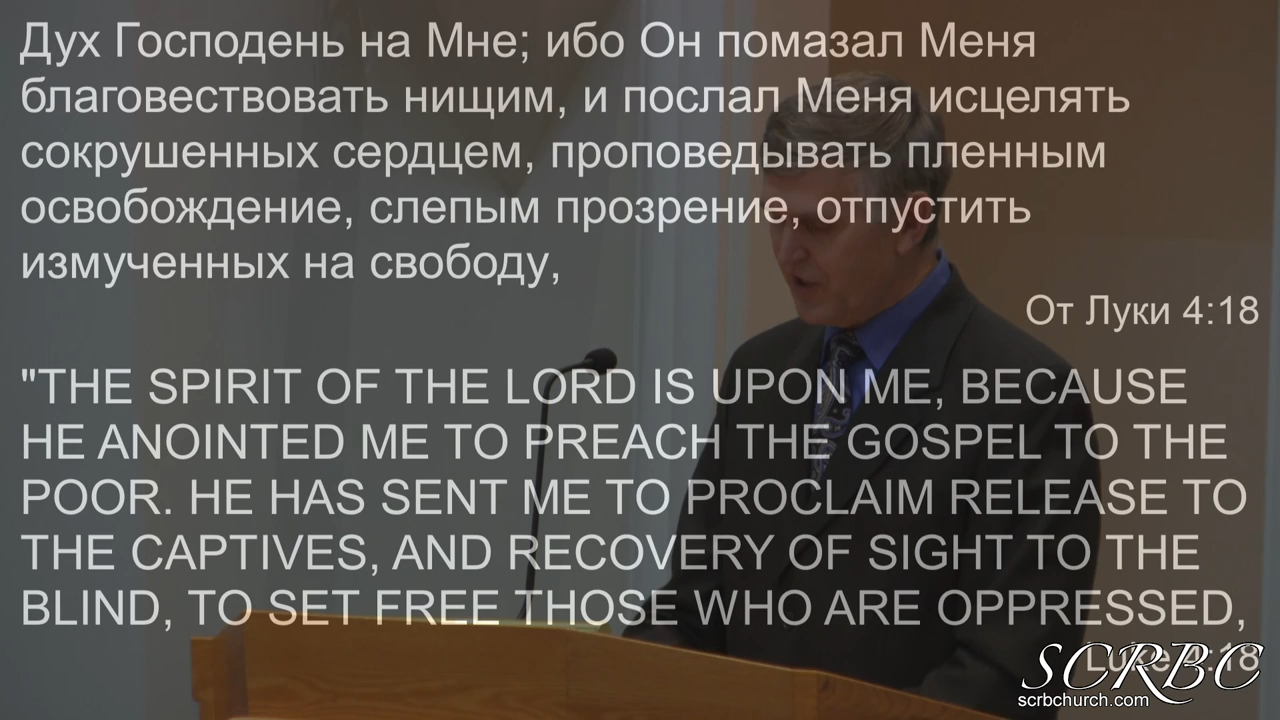 Дух Господень на Мне; ибо Он помазал Меня
благовествовать нищим, и послал Меня исцелять
сокрушенных сердцем, проповедывать пленным
освобождение, слепым прозрение, отпустить
измученных на свободу,
От Луки 4:18
"THE SPIRIT OF THE LORD IS UPON ME, BECAUSE
HE ANOINTED ME TO PREACH THE GOSPEL TO THE
POOR. HE HAS SENT ME TO PROCLAIM RELEASE TO
THE CAPTIVES, AND RECOVERY OF SIGHT TO THE
BLIND, TO SET FREE THOSE WHO ARE OPPRESSED,
Luke 4:18
SCRBC
scrbchurch.com